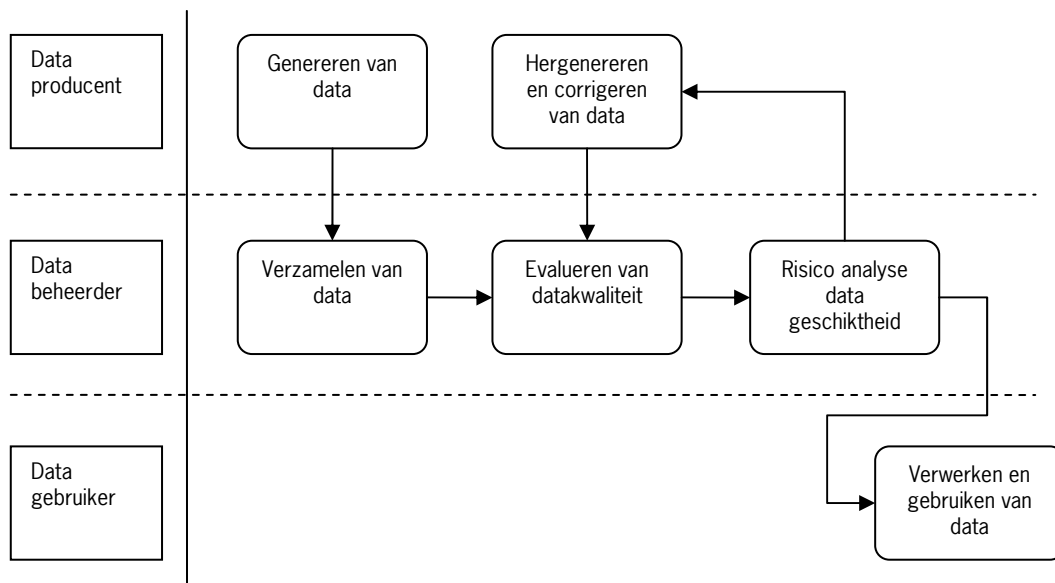 Data
producent
Genereren van
data
Hergenereren
en corrigeren
van data
Data
beheerder
Verzamelen van
data
Evalueren van
datakwaliteit
Risico analyse
data
geschiktheid
Data
gebruiker
Verwerken en
gebruiken van
data